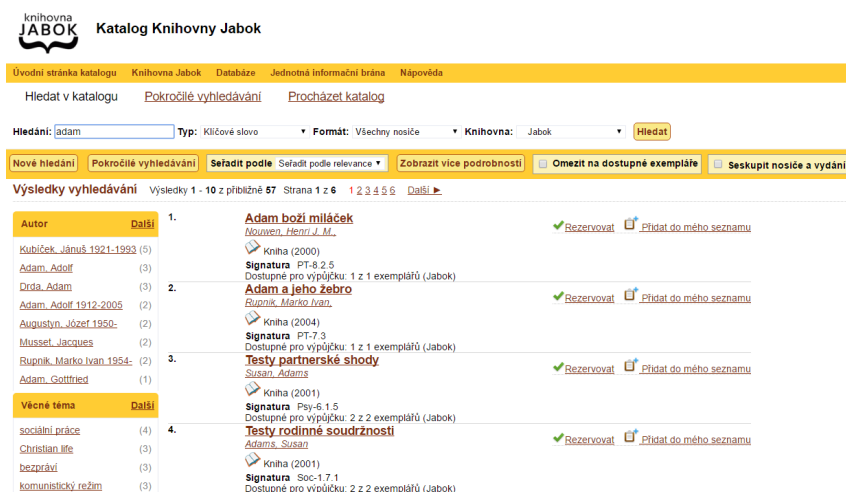 knihovna
JABOK
Katalog Knihovny Jabok
Úvodní stránka katalogu Knihovna Jabok Databáze Jednotná informační brána Nápověda
Hledat v katalogu Pokročilé vyhledávání Procházet katalog
Hledání: adam Typ: Klíčové slovo Formát: Všechny nosiče Knihovna: Jabok Hledat
Nové hledání Pokročilé vyhledávání Seřadit podle Seřadit podle relevance Zobrazit více podrobností Omezit na dostupné exempláře Seskupit nosiče a vydání
Výsledky vyhledávání Výsledky 1 - 10 z přibližně 57 Strana 1 z 6 1 2 3 4 5 6 Další ►
Autor Další
Kubíček, Jánuš 1921-1993 (5)
Adam, Adolf (3)
Drda, Adam (3)
Adam, Adolf 1912-2005 (2)
Augustyn, Józef 1950- (2)
Musset, Jacques (2)
Rupnik, Marko Ivan 1954- (2)
Adam, Gottfried (1)
Věcné téma Další
sociální práce (4)
Christian life (3)
bezpráví (3)
komunistický režim (3)
1. Adam boží miláček
Nouwen, Henri J. M.,
Kniha (2000)
Signatura PT-8.2.5
Dostupné pro výpůjčku: 1 z 1 exemplářů (Jabok)
Rezervovat Přidat do mého seznamu
2. Adam a jeho žebro
Rupnik, Marko Ivan,
Kniha (2004)
Signatura PT-7.3
Dostupné pro výpůjčku: 1 z 1 exemplářů (Jabok)
Rezervovat Přidat do mého seznamu
3. Testy partnerské shody
Susan, Adams
Kniha (2001)
Signatura Psy-6.1.5
Dostupné pro výpůjčku: 2 z 2 exemplářů (Jabok)
Rezervovat Přidat do mého seznamu
4. Testy rodinné soudržnosti
Adams, Susan
Kniha (2001)
Signatura Soc-1.7.1
Dostupné pro výpůjčku: 2 z 2 exemplářů (Jabok)
Rezervovat Přidat do mého seznamu